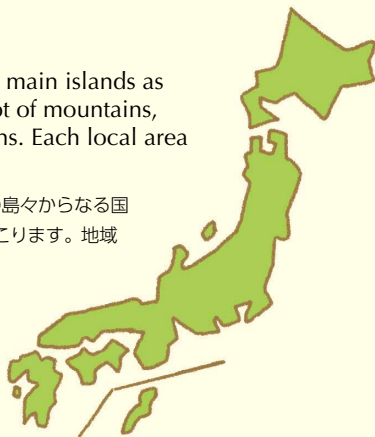 main islands as
ot of mountains,
ns. Each local area
島々からなる国
こります。地域